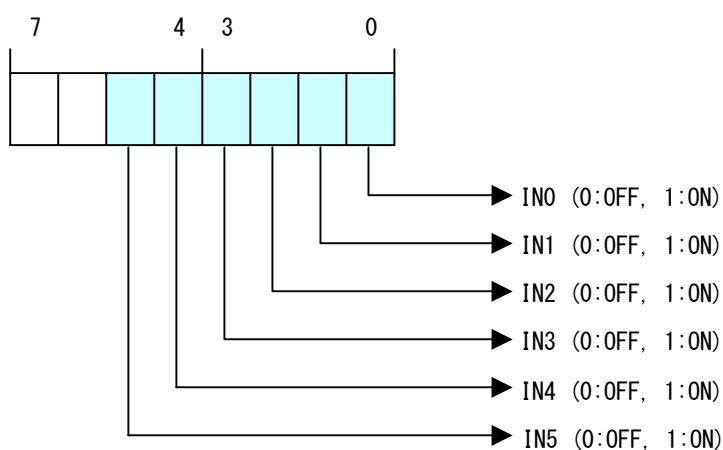 7 4 3 0
IN0 (0:OFF, 1:ON)
IN1 (0:OFF, 1:ON)
IN2 (0:OFF, 1:ON)
IN3 (0:OFF, 1:ON)
IN4 (0:OFF, 1:ON)
IN5 (0:OFF, 1:ON)